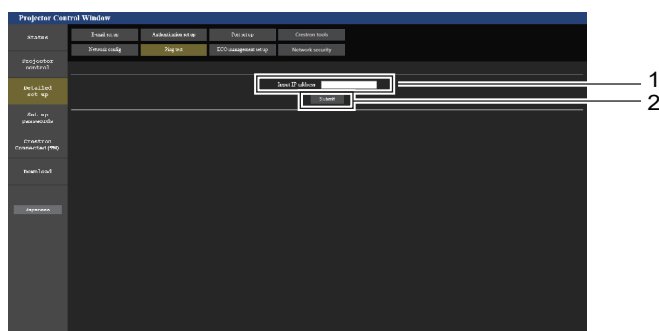 Projector Control Window
Status
E-mail set up
Authentication set up
Port set up
Crestron tools
Network config
Ping test
ECO management set up
Network security
Projector
control
Detailed
set up
Set up
passwords
Crestron
Connected(TM)
Download
Japanese
Input IP address
Submit
1
2